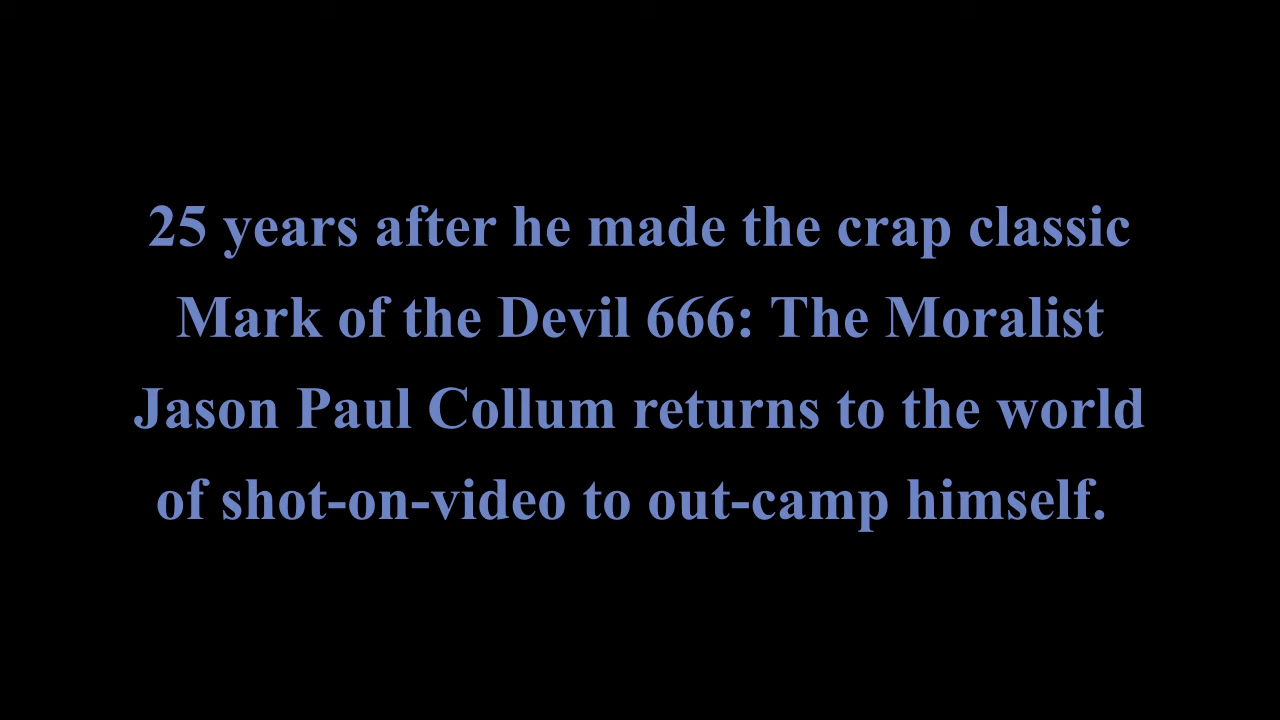 25 years after he made the crap classic
Mark of the Devil 666: The Moralist
Jason Paul Collum returns to the world
of shot-on-video to out-camp himself.